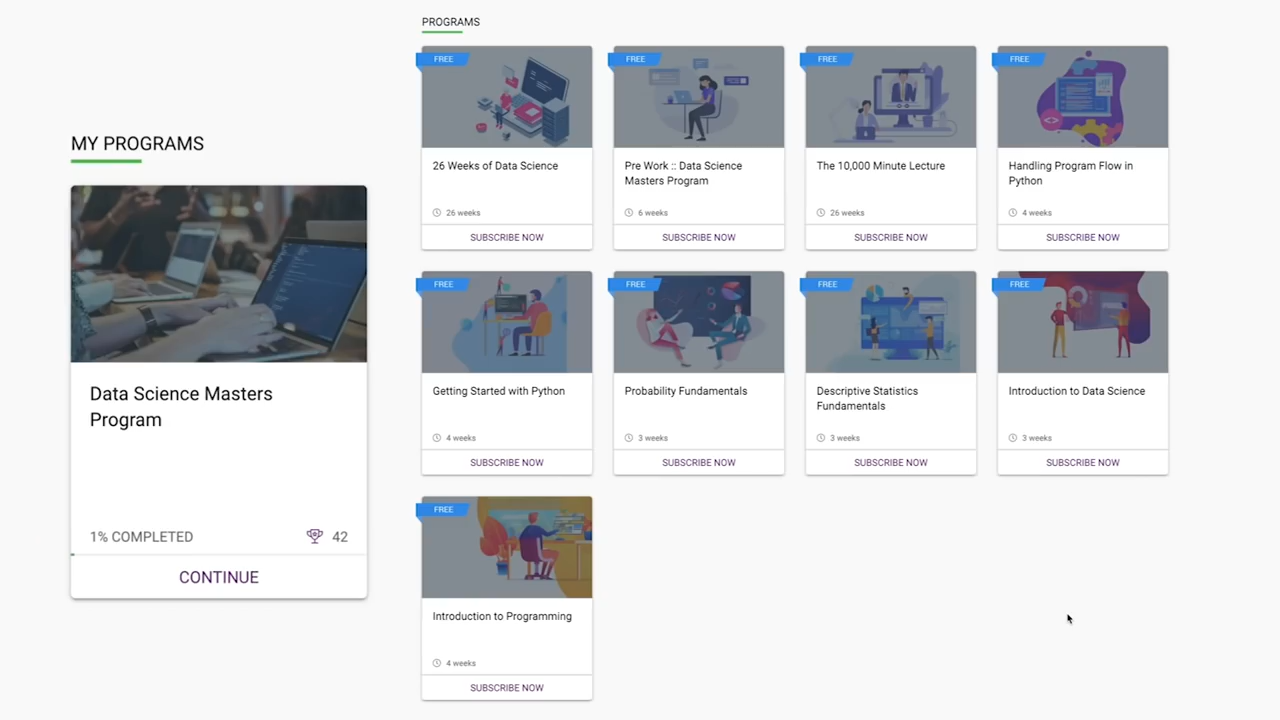 PROGRAMS
MY PROGRAMS
Data Science Masters
Program
1% COMPLETED
42
CONTINUE
FREE
26 Weeks of Data Science
26 weeks
SUBSCRIBE NOW
FREE
Pre Work :: Data Science
Masters Program
6 weeks
SUBSCRIBE NOW
FREE
The 10,000 Minute Lecture
26 weeks
SUBSCRIBE NOW
FREE
Handling Program Flow in
Python
4 weeks
SUBSCRIBE NOW
FREE
Getting Started with Python
4 weeks
SUBSCRIBE NOW
FREE
Probability Fundamentals
3 weeks
SUBSCRIBE NOW
FREE
Descriptive Statistics
Fundamentals
3 weeks
SUBSCRIBE NOW
FREE
Introduction to Data Science
3 weeks
SUBSCRIBE NOW
FREE
Introduction to Programming
4 weeks
SUBSCRIBE NOW